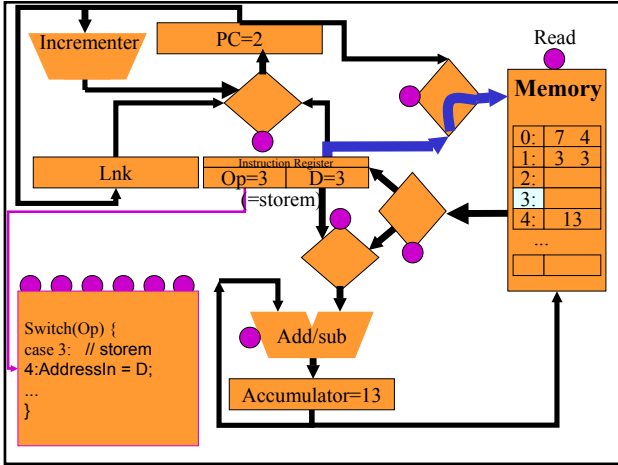 Incrementer
PC=2
Read
Memory
0: 7 4
1: 3 3
2:
3:
4: 13
...
Lnk
Instruction Register
Op=3 D=3
(=storem)
Add/sub
Accumulator=13
Switch(Op) {
case 3: // storem
4:AddressIn = D;
...
}